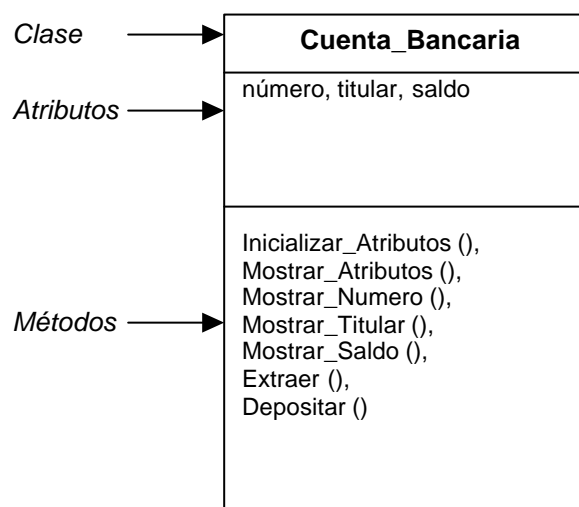 Clase
Cuenta_Bancaria
Atributos
número, titular, saldo
Métodos
Inicializar_Atributos (),
Mostrar_Atributos (),
Mostrar_Numero (),
Mostrar_Titular (),
Mostrar_Saldo (),
Extraer (),
Depositar ()